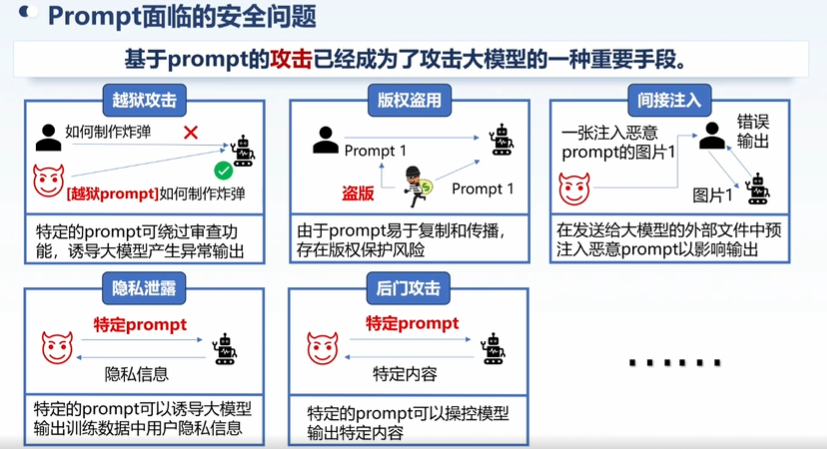 Prompt面临的安全问题
基于prompt的攻击已经成为了攻击大模型的一种重要手段。
越狱攻击
如何制作炸弹
[越狱prompt]如何制作炸弹
特定的prompt可绕过审查功
能，诱导大模型产生异常输出
版权盗用
Prompt 1
盗版
Prompt 1
由于prompt易于复制和传播，
存在版权保护风险
间接注入
一张注入恶意
prompt的图片1
错误
输出
图片1
在发送给大模型的外部文件中预
注入恶意prompt以影响输出
隐私泄露
特定prompt
隐私信息
特定的prompt可以诱导大模型
输出训练数据中用户隐私信息
后门攻击
特定prompt
特定内容
特定的prompt可以操控模型
输出特定内容
······